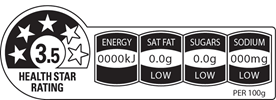 3.5
HEALTH STAR
RATING
ENERGY
0000kJ
SAT FAT
0.0g
LOW
SUGARS
0.0g
LOW
SODIUM
000mg
LOW
PER 100g